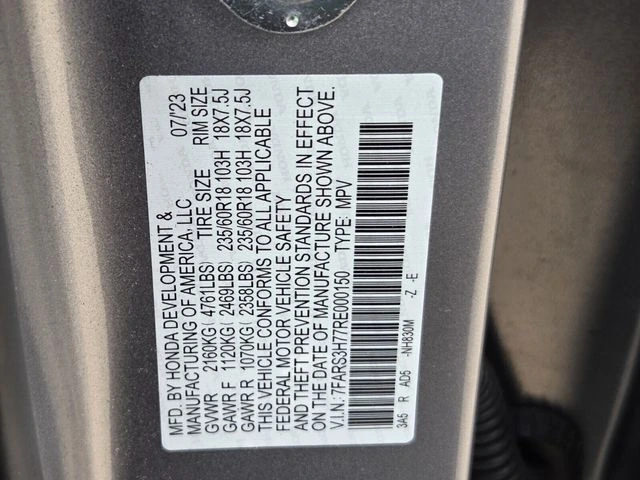 MFD. BY HONDA DEVELOPMENT & 07/'23
MANUFACTURING OF AMERICA, LLC
TIRE SIZE RIM SIZE
GVWR 2160KG ( 4761LBS)
GAWR F 1120KG ( 2469LBS) 235/60R18 103H 18X7.5J
GAWR R 1070KG ( 2358LBS) 235/60R18 103H 18X7.5J
THIS VEHICLE CONFORMS TO ALL APPLICABLE
FEDERAL MOTOR VEHICLE SAFETY
AND THEFT PREVENTION STANDARDS IN EFFECT
ON THE DATE OF MANUFACTURE SHOWN ABOVE.
V.I.N: 7FARS3H77RE000150 TYPE: MPV
3A5 R AD5 -NH830M -Z -E